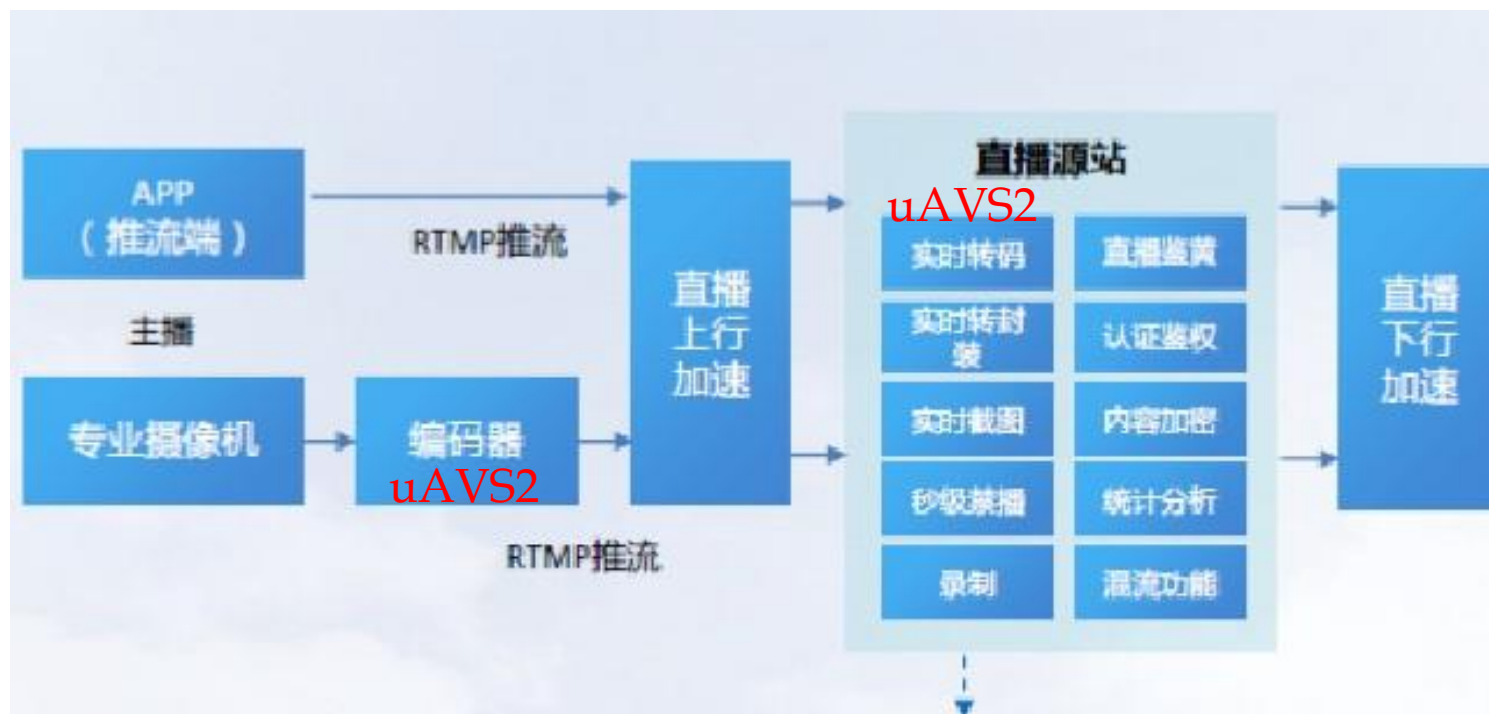 APP
（推流端）
RTMP推流
主播
专业摄像机
编码器
uAVS2
RTMP推流
直播
上行
加速
直播源站
uAVS2
实时转码
直播鉴黄
实时转封
装
认证鉴权
实时截图
内容加密
秒级禁播
统计分析
录制
混流功能
直播
下行
加速